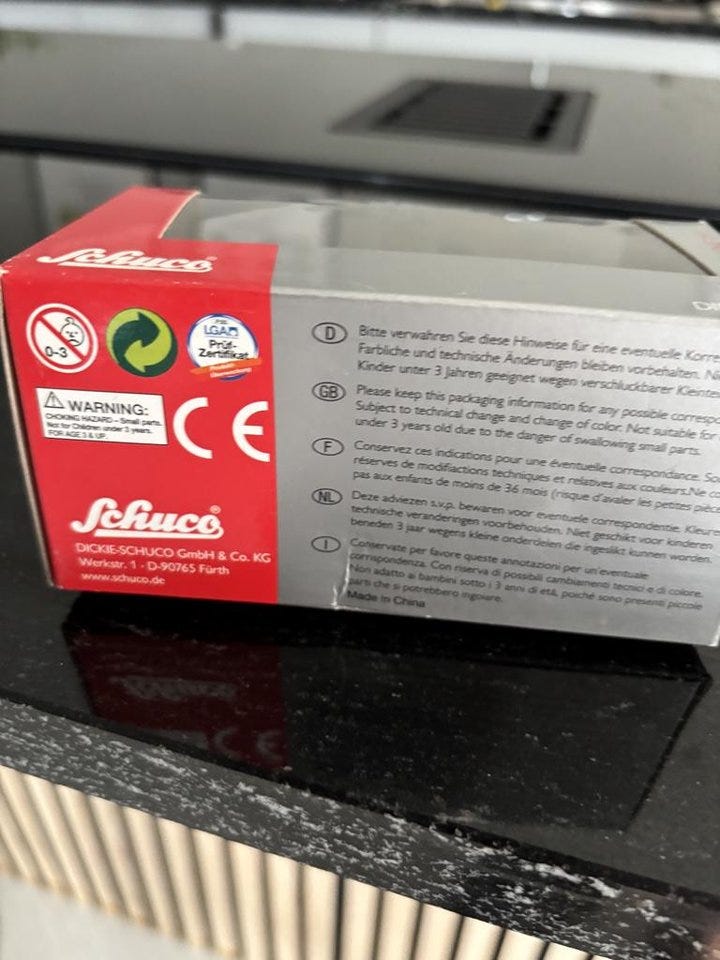 Schuco®
0-3
LGA
Prüf-
Zertifikat
WARNING:
CHOKING HAZARD – Small parts.
Not for Children under 3 years.
FOR AGE 3 & UP.
CE
Schuco®
DICKIE-SCHUCO GmbH & Co. KG
Werkstr. 1 · D-90765 Fürth
www.schuco.de
D
Bitte verwahren Sie diese Hinweise für eine eventuelle
Farbliche und technische Änderungen bleiben vorbehalten.
Kinder unter 3 Jahren geeignet wegen verschluckbarer
GB
Please keep this packaging information for any possible
Subject to technical change and change of color. Not suitable for
under 3 years old due to the danger of swallowing small parts.
F
Conservez ces indications pour une éventuelle correspondance.
réserves de modifiactions techniques et relatives aux couleurs.Ne
pas aux enfants de moins de 36 mois (risque d'avaler les petites
NL
Deze adviezen s.v.p. bewaren voor eventuele correspondentie.
technische veranderingen voorbehouden. Niet geschikt voor kinderen
beneden 3 jaar wegens kleine onderdelen die ingeslikt kunnen worden.
I
Conservate per favore queste annotazioni per un'eventuale
corrispondenza. Con riserva di possibili cambiamenti tecnici e di colore.
Non adatto ai bambini sotto i 3 anni di età, poiché sono presenti piccole
parti che si potrebbero ingoiare.
Made in China